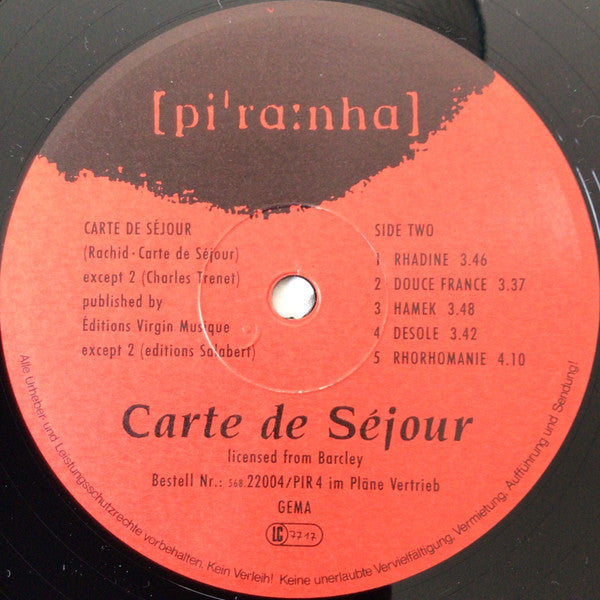 [pi'ra:nha]
CARTE DE SÉJOUR
(Rachid-Carte de Séjour)
except 2 (Charles Trenet)
published by
Éditions Virgin Musique
except 2 (editions Salabert)
SIDE TWO
1 RHADINE 3.46
2 DOUCE FRANCE 3.37
3 HAMEK 3.48
4 DESOLE 3.42
5 RHORHOMANIE 4.10
Carte de Séjour
licensed from Barcley
Bestell Nr.: 568.22004/PIR4 im Pläne Vertrieb
GEMA
LC 7717
Alle Urheber-und Leistungsschutzrechte vorbehalten. Kein Verleih! Keine unerlaubte Vervielfältigung, Vermietung, Aufführung und Sendung!